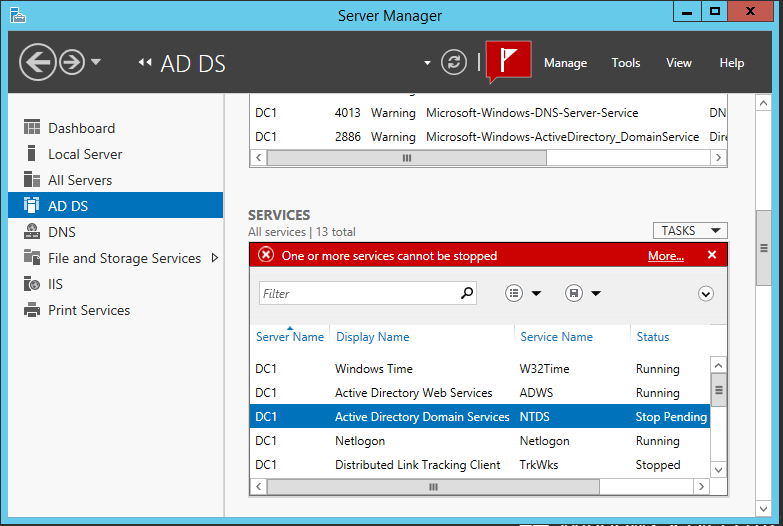 Server Manager
AD DS
Manage Tools View Help
Dashboard
Local Server
All Servers
AD DS
DNS
File and Storage Services
IIS
Print Services
DC1 4013 Warning Microsoft-Windows-DNS-Server-Service DN
DC1 2886 Warning Microsoft-Windows-ActiveDirectory_DomainService Dire
SERVICES
All services | 13 total
TASKS
One or more services cannot be stopped More...
Filter
Server Name Display Name Service Name Status
DC1 Windows Time W32Time Running
DC1 Active Directory Web Services ADWS Running
DC1 Active Directory Domain Services NTDS Stop Pending
DC1 Netlogon Netlogon Running
DC1 Distributed Link Tracking Client TrkWks Stopped